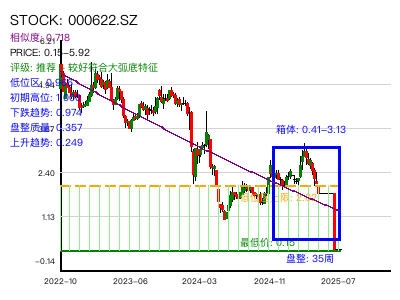 STOCK: 000622.SZ
相似度: 0.718
6.21
PRICE: 0.15-5.92
评级: 推荐 较好符合大弧底特征
低位区:
4.94
初期高位:
下跌趋势: 0.974
盘整质量: 0.357
箱体: 0.41-3.13
上升趋势: 0.249
2.40
1.13
最低价: 0.15
盘整: 35周
-0.14
2022-10
2023-06
2024-03
2024-11
2025-07